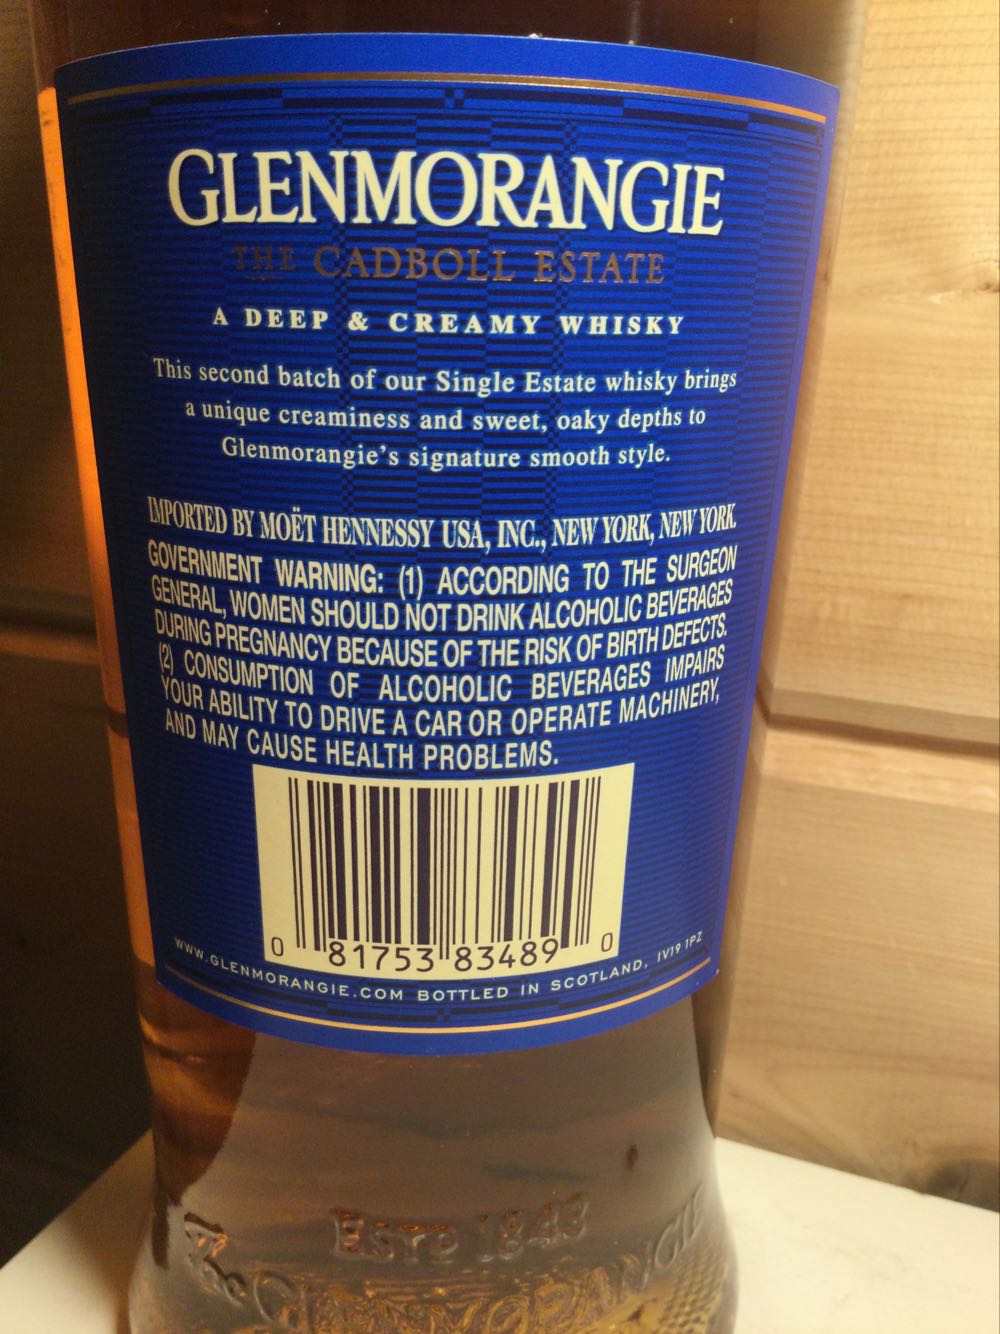 GLENMORANGIE
THE CADBOLL ESTATE
A DEEP & CREAMY WHISKY
This second batch of our Single Estate whisky brings
a unique creaminess and sweet, oaky depths to
Glenmorangie's signature smooth style.
IMPORTED BY MOËT HENNESSY USA, INC., NEW YORK, NEW YORK.
GOVERNMENT WARNING: (1) ACCORDING TO THE SURGEON
GENERAL, WOMEN SHOULD NOT DRINK ALCOHOLIC BEVERAGES
DURING PREGNANCY BECAUSE OF THE RISK OF BIRTH DEFECTS.
(2) CONSUMPTION OF ALCOHOLIC BEVERAGES IMPAIRS
YOUR ABILITY TO DRIVE A CAR OR OPERATE MACHINERY,
AND MAY CAUSE HEALTH PROBLEMS.
0 81753 83489 0
WWW.GLENMORANGIE.COM BOTTLED IN SCOTLAND, IV19 1PZ
ESTD 1843
The GLENMORANGIE